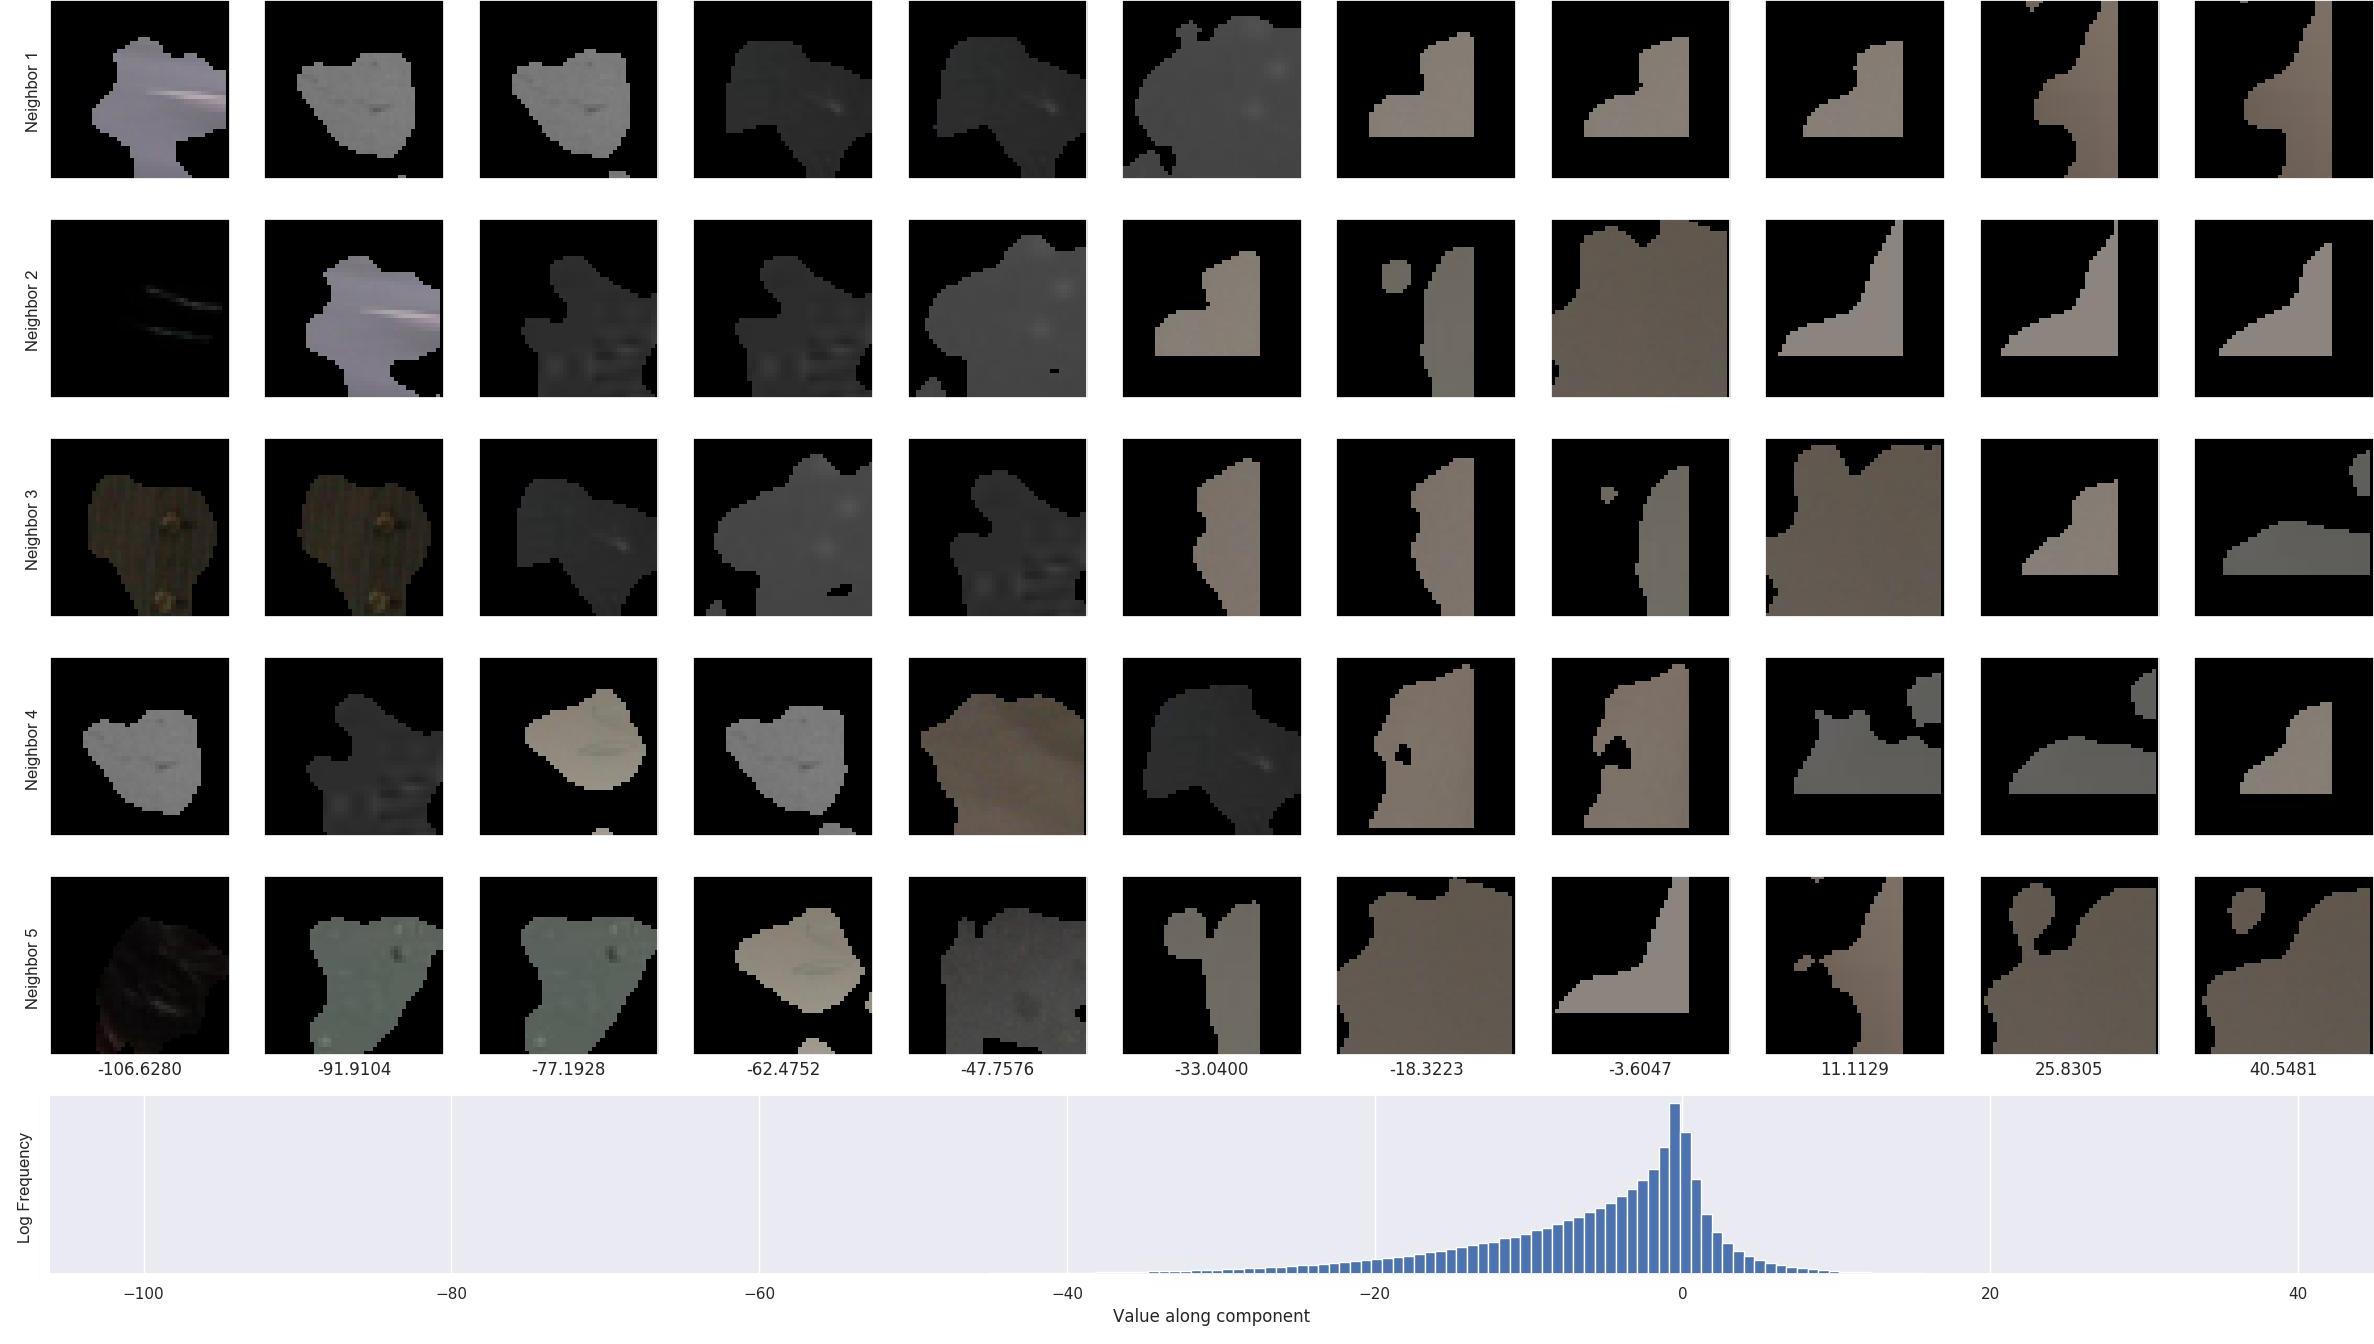 Neighbor 1
Neighbor 2
Neighbor 3
Neighbor 4
Neighbor 5
-106.6280 -91.9104 -77.1928 -62.4752 -47.7576 -33.0400 -18.3223 -3.6047 11.1129 25.8305 40.5481
Log Frequency
−100 −80 −60 −40 −20 0 20 40
Value along component